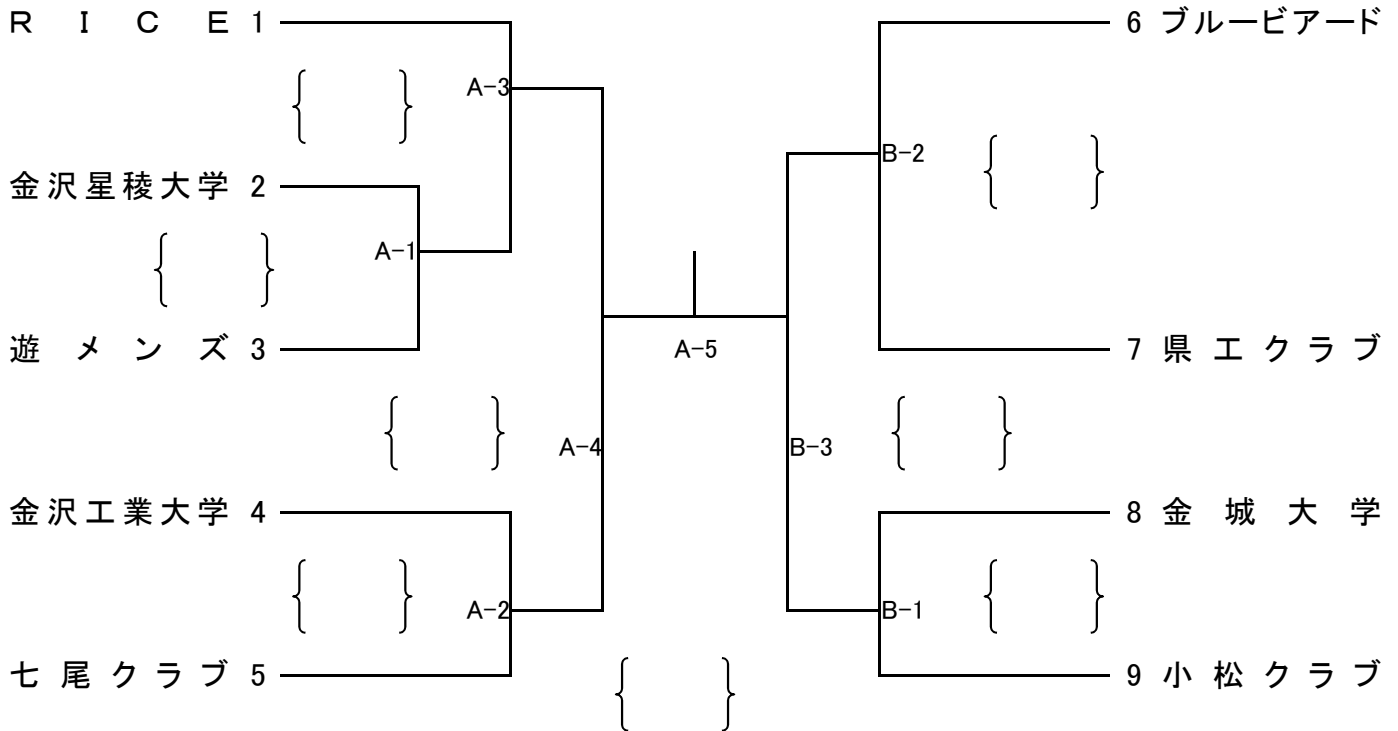 RICE 1
6 ブルービアード
A-3
B-2
金沢星稜大学 2
A-1
遊メンズ 3
A-5
7 県工クラブ
A-4
B-3
金沢工業大学 4
8 金城大学
A-2
B-1
七尾クラブ 5
9 小松クラブ